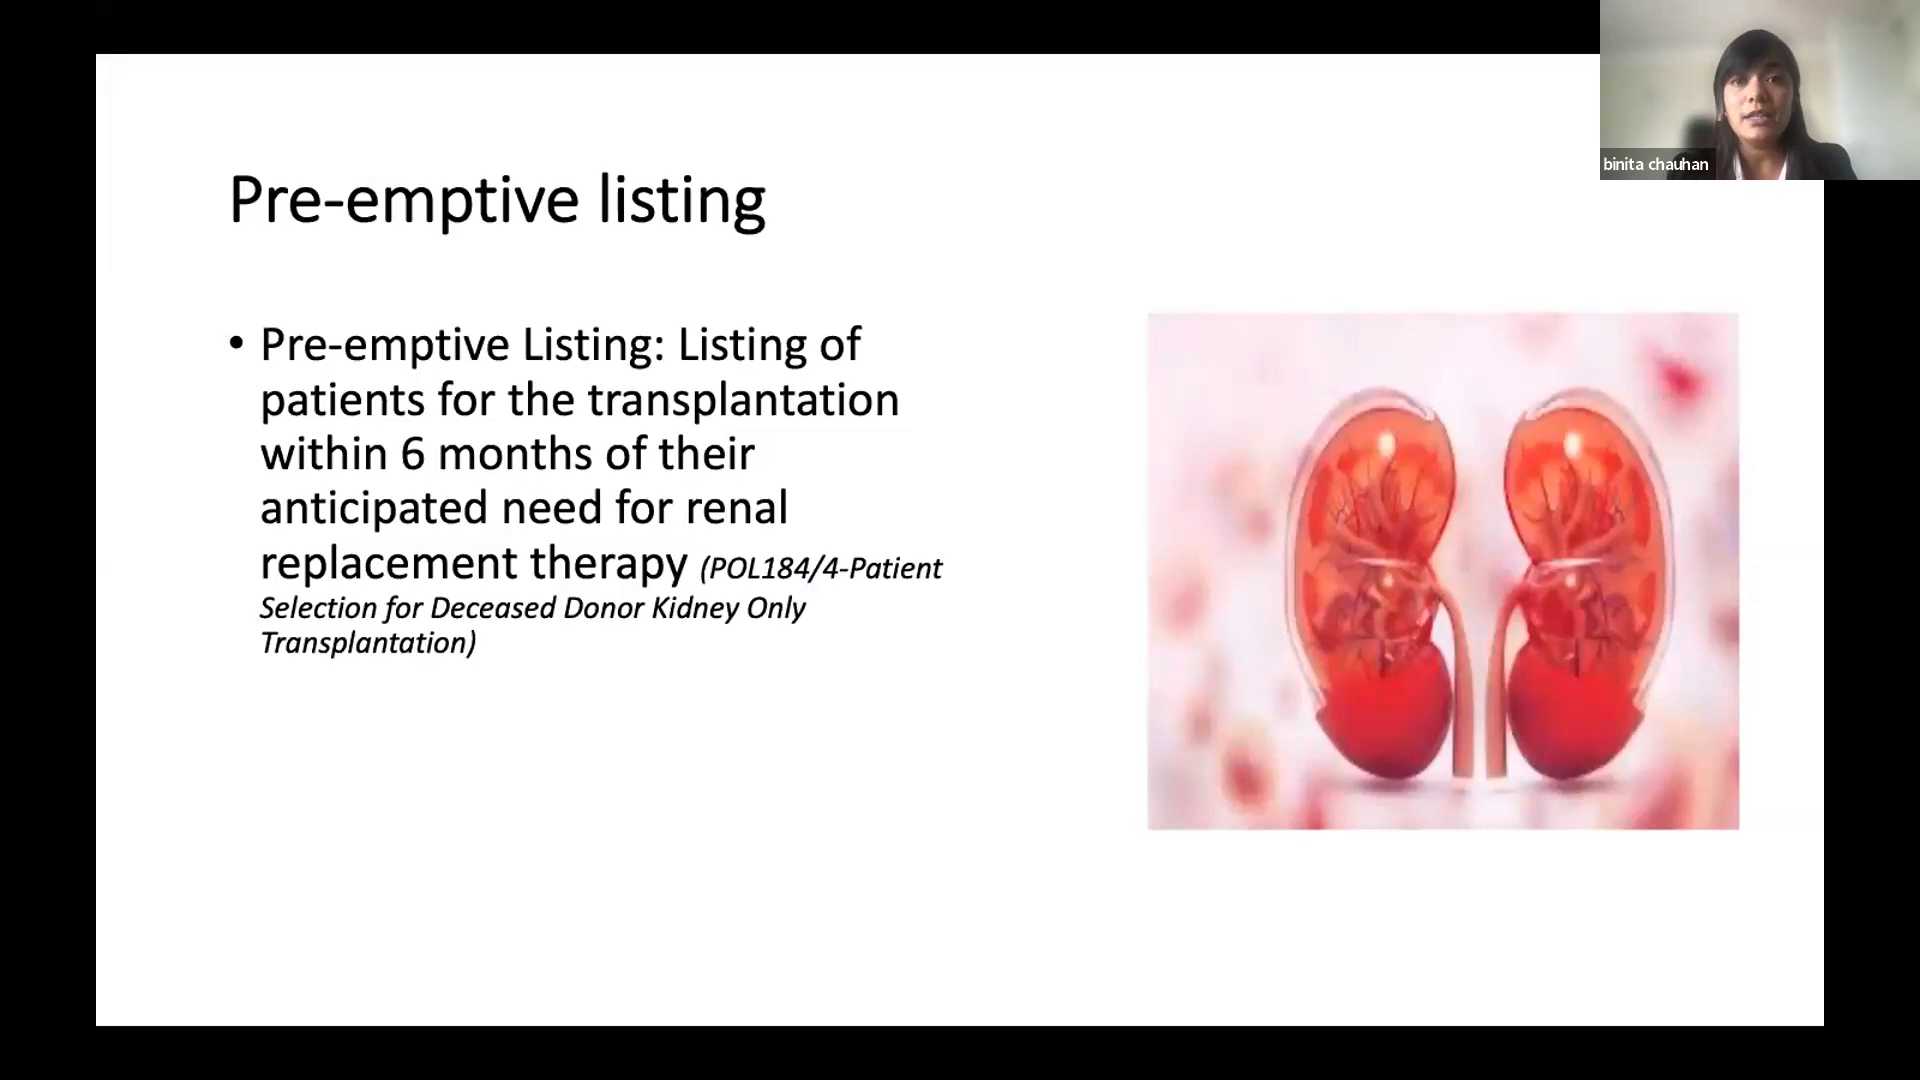 binita chauhan
Pre-emptive listing
• Pre-emptive Listing: Listing of
patients for the transplantation
within 6 months of their
anticipated need for renal
replacement therapy (POL184/4-Patient
Selection for Deceased Donor Kidney Only
Transplantation)